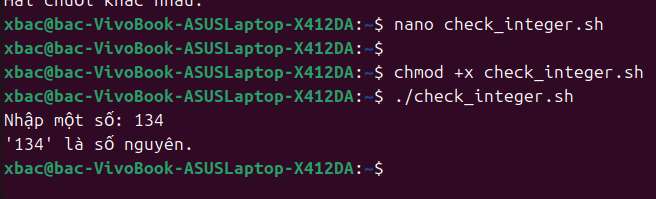 Hai chuỗi khác nhau.
xbac@bac-VivoBook-ASUSLaptop-X412DA:~$ nano check_integer.sh
xbac@bac-VivoBook-ASUSLaptop-X412DA:~$
xbac@bac-VivoBook-ASUSLaptop-X412DA:~$ chmod +x check_integer.sh
xbac@bac-VivoBook-ASUSLaptop-X412DA:~$ ./check_integer.sh
Nhập một số: 134
'134' là số nguyên.
xbac@bac-VivoBook-ASUSLaptop-X412DA:~$